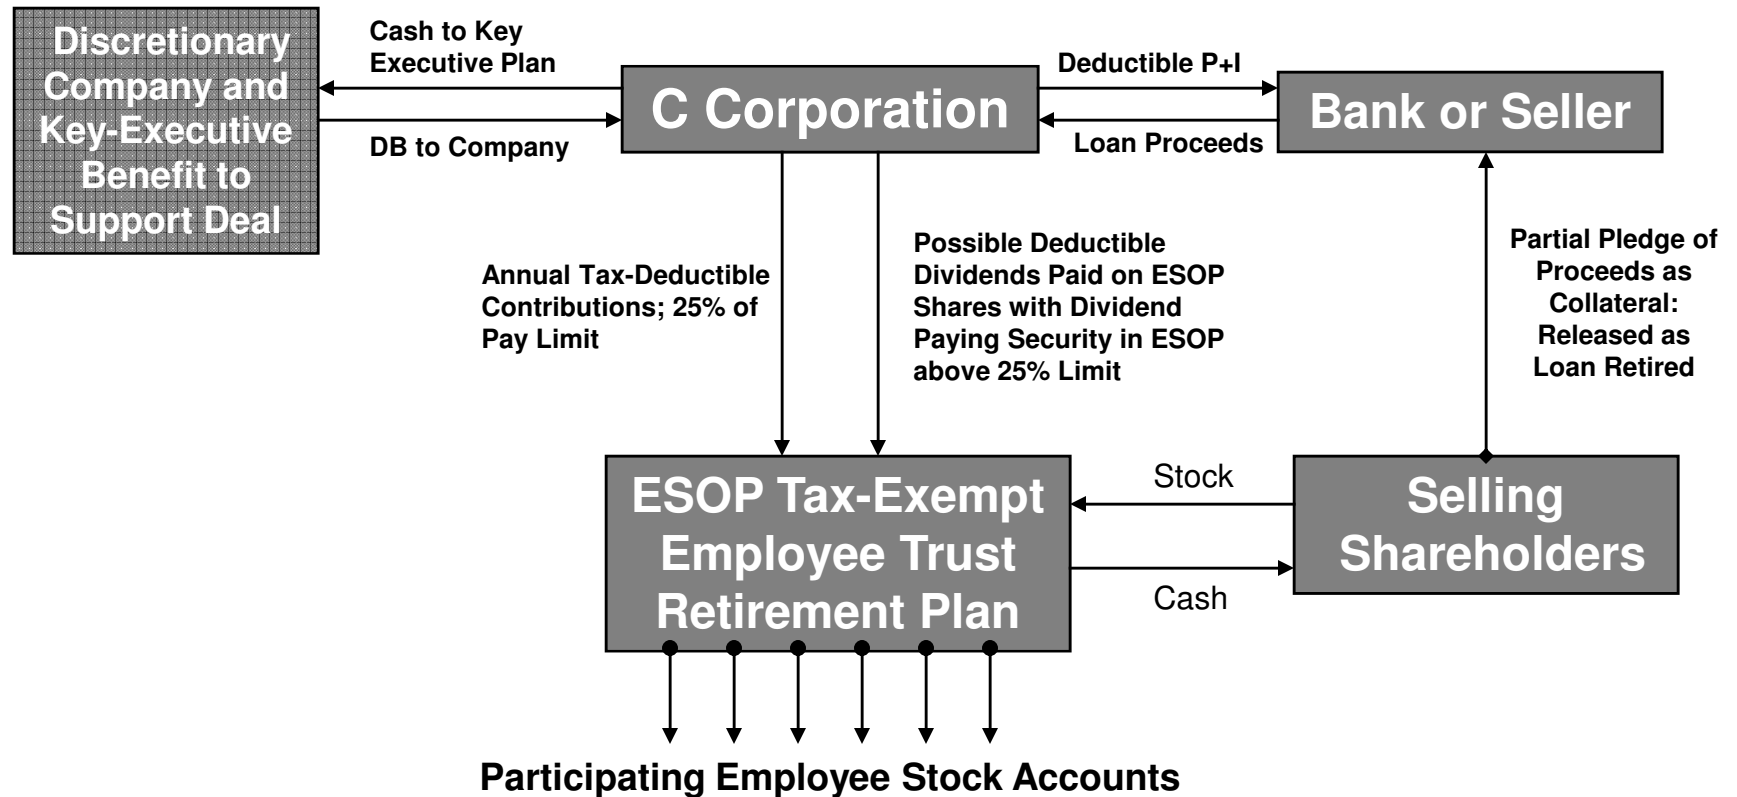 Discretionary
Company and
Key-Executive
Benefit to
Support Deal
Cash to Key
Executive Plan
DB to Company
C Corporation
Deductible P+I
Loan Proceeds
Bank or Seller
Annual Tax-Deductible
Contributions; 25% of
Pay Limit
Possible Deductible
Dividends Paid on ESOP
Shares with Dividend
Paying Security in ESOP
above 25% Limit
Partial Pledge of
Proceeds as
Collateral:
Released as
Loan Retired
ESOP Tax-Exempt
Employee Trust
Retirement Plan
Stock
Cash
Selling
Shareholders
Participating Employee Stock Accounts